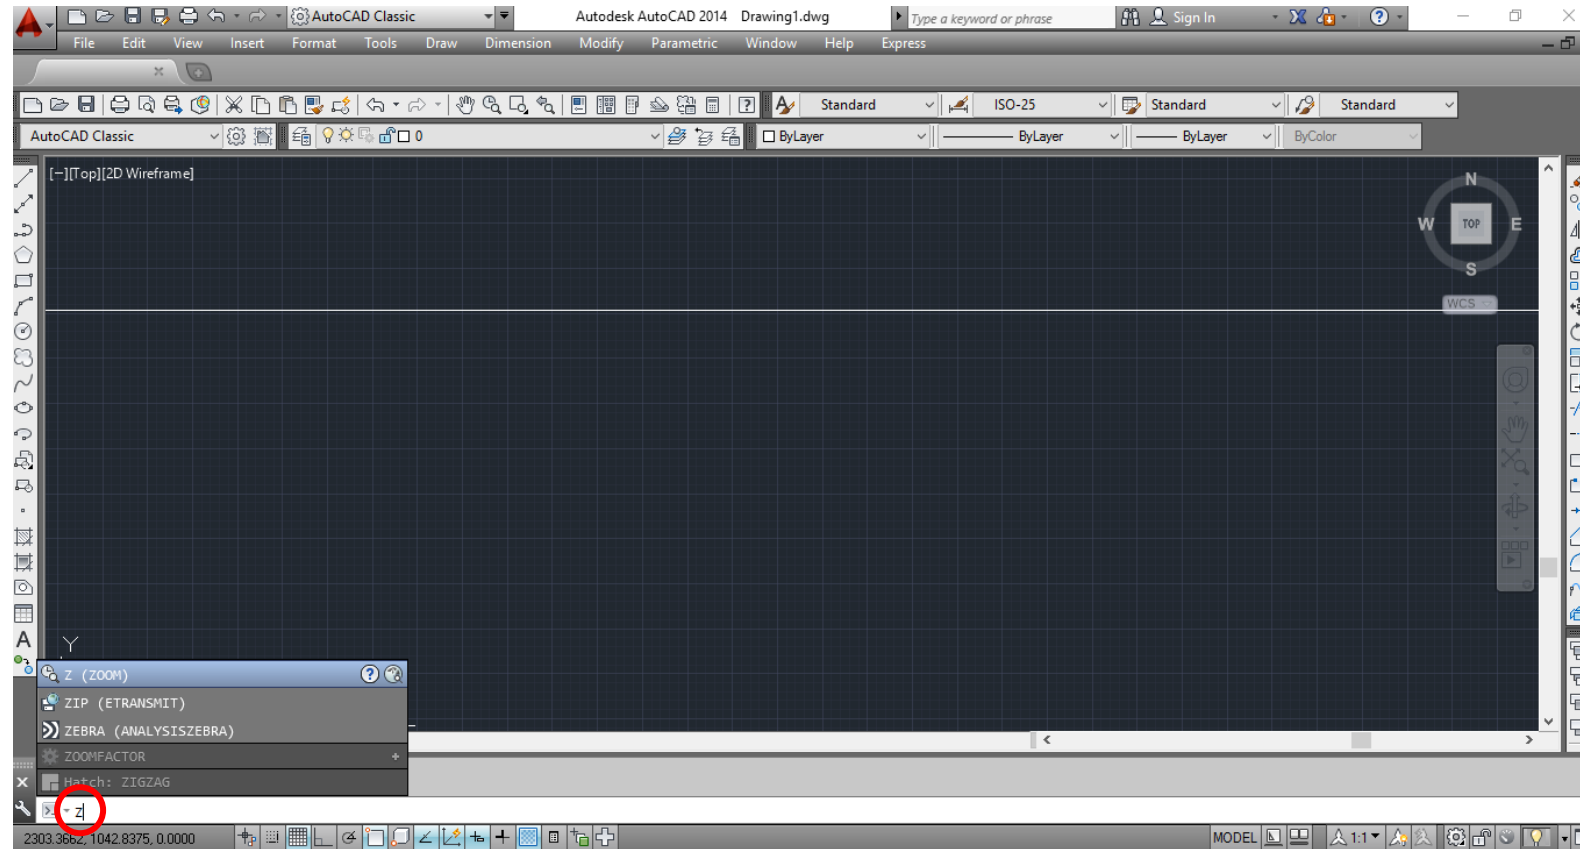 AutoCAD Classic
Autodesk AutoCAD 2014 Drawing1.dwg
Type a keyword or phrase
Sign In
File Edit View Insert Format Tools Draw Dimension Modify Parametric Window Help Express
Standard ISO-25 Standard Standard
AutoCAD Classic 0 ByLayer ByLayer ByLayer ByColor
[−][Top][2D Wireframe]
N
W TOP E
S
WCS
A
Y
Z (ZOOM)
ZIP (ETRANSMIT)
ZEBRA (ANALYSISZEBRA)
ZOOMFACTOR
Hatch: ZIGZAG
z
2303.3662, 1042.8375, 0.0000 MODEL 1:1